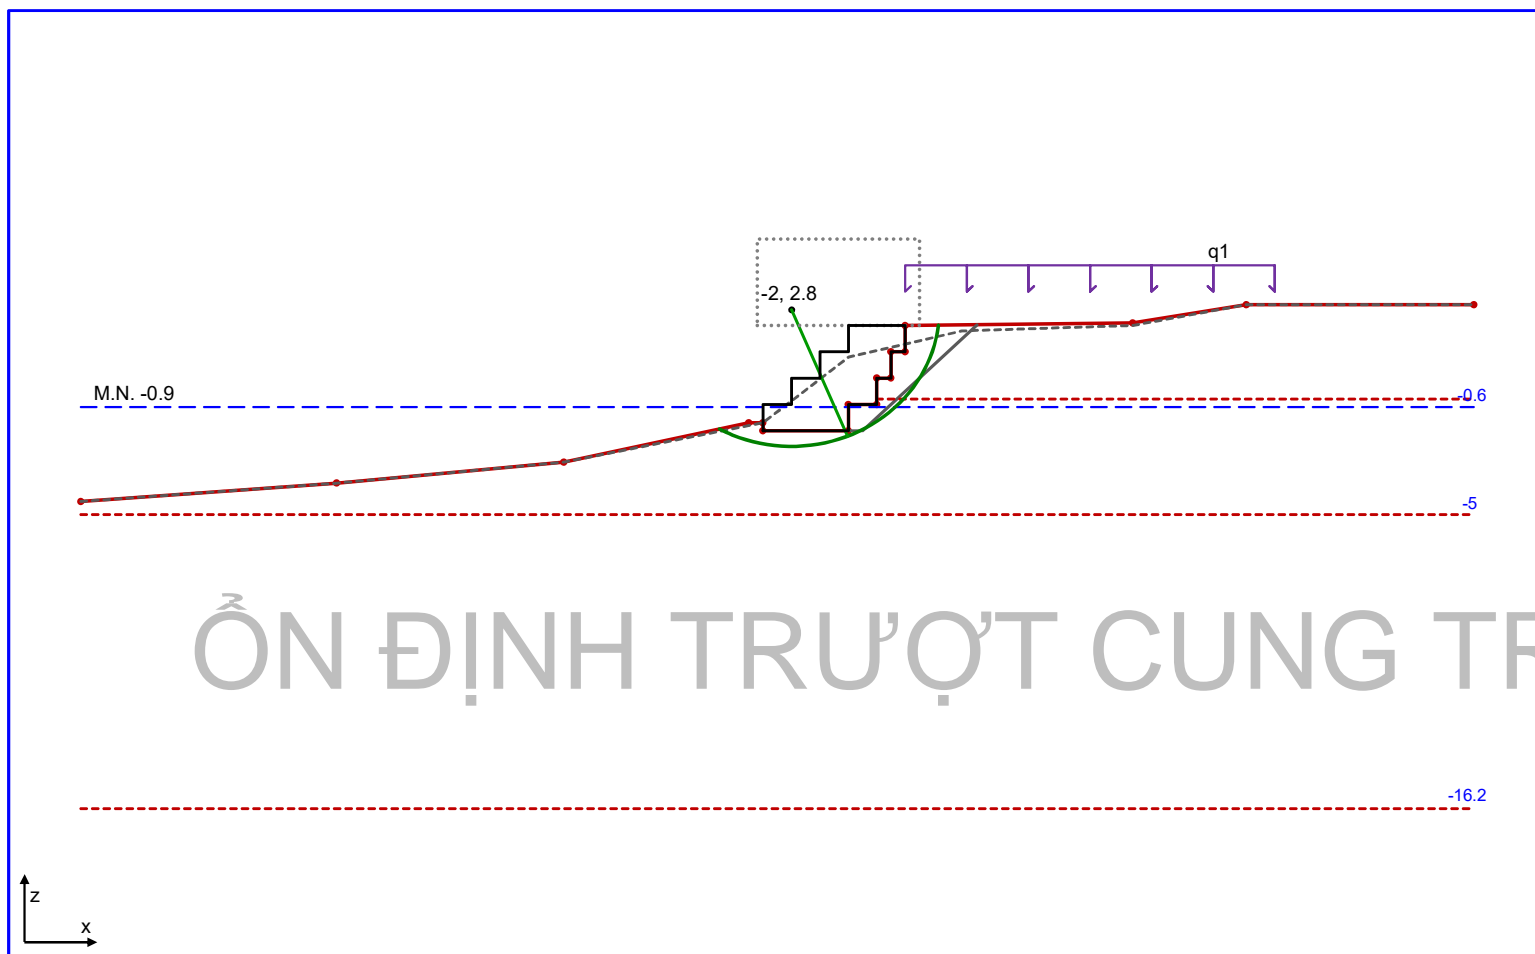 q1
-2, 2.8
M.N. -0.9
-0.6
-5
ỔN ĐỊNH TRƯỢT CUNG TR
-16.2
z
x